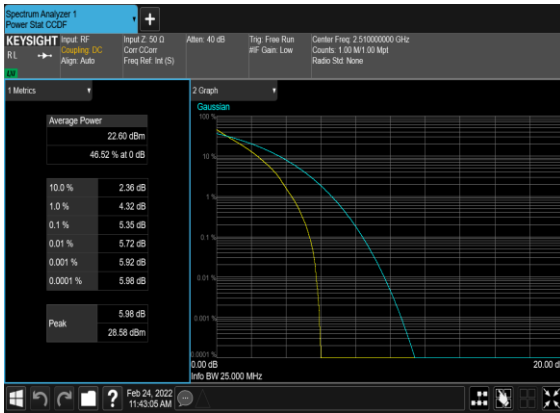 Spectrum Analyzer 1
Power Stat CCDF
+
KEYSIGHT
RL
LM
Input: RF
Coupling: DC
Align: Auto
Input Z: 50 Ω
Corr CCorr
Freq Ref: Int (S)
Atten: 40 dB
Trig: Free Run
#IF Gain: Low
Center Freq: 2.510000000 GHz
Counts: 1.00 M/1.00 Mpt
Radio Std: None
1 Metrics
Average Power
22.60 dBm
46.52 % at 0 dB
10.0 % 2.36 dB
1.0 % 4.32 dB
0.1 % 5.35 dB
0.01 % 5.72 dB
0.001 % 5.92 dB
0.0001 % 5.98 dB
Peak
5.98 dB
28.58 dBm
2 Graph
Gaussian
100 %
10 %
1 %
0.1 %
0.01 %
0.001 %
0.0001 %
0.00 dB
20.00 d
Info BW 25.000 MHz
?
Feb 24, 2022
11:43:05 AM